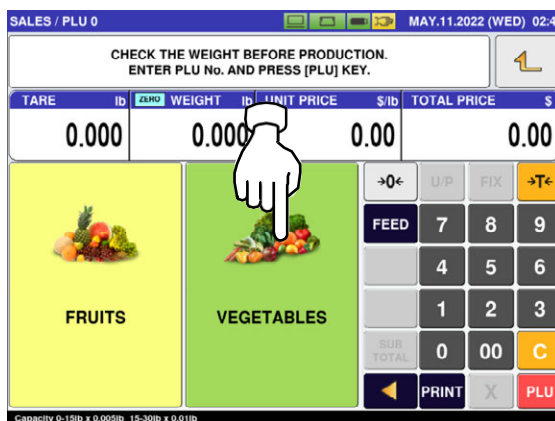 SALES / PLU 0 MAY.11.2022 (WED) 02:4
CHECK THE WEIGHT BEFORE PRODUCTION.
ENTER PLU No. AND PRESS [PLU] KEY.
TARE lb ZERO WEIGHT lb UNIT PRICE $/lb TOTAL PRICE $
0.000 0.000 0.00 0.00
→0← U/P FIX →T←
FEED 7 8 9
4 5 6
FRUITS VEGETABLES 1 2 3
SUB TOTAL 0 00 C
PRINT X PLU
Capacity 0-15lb x 0.005lb 15-30lb x 0.01lb